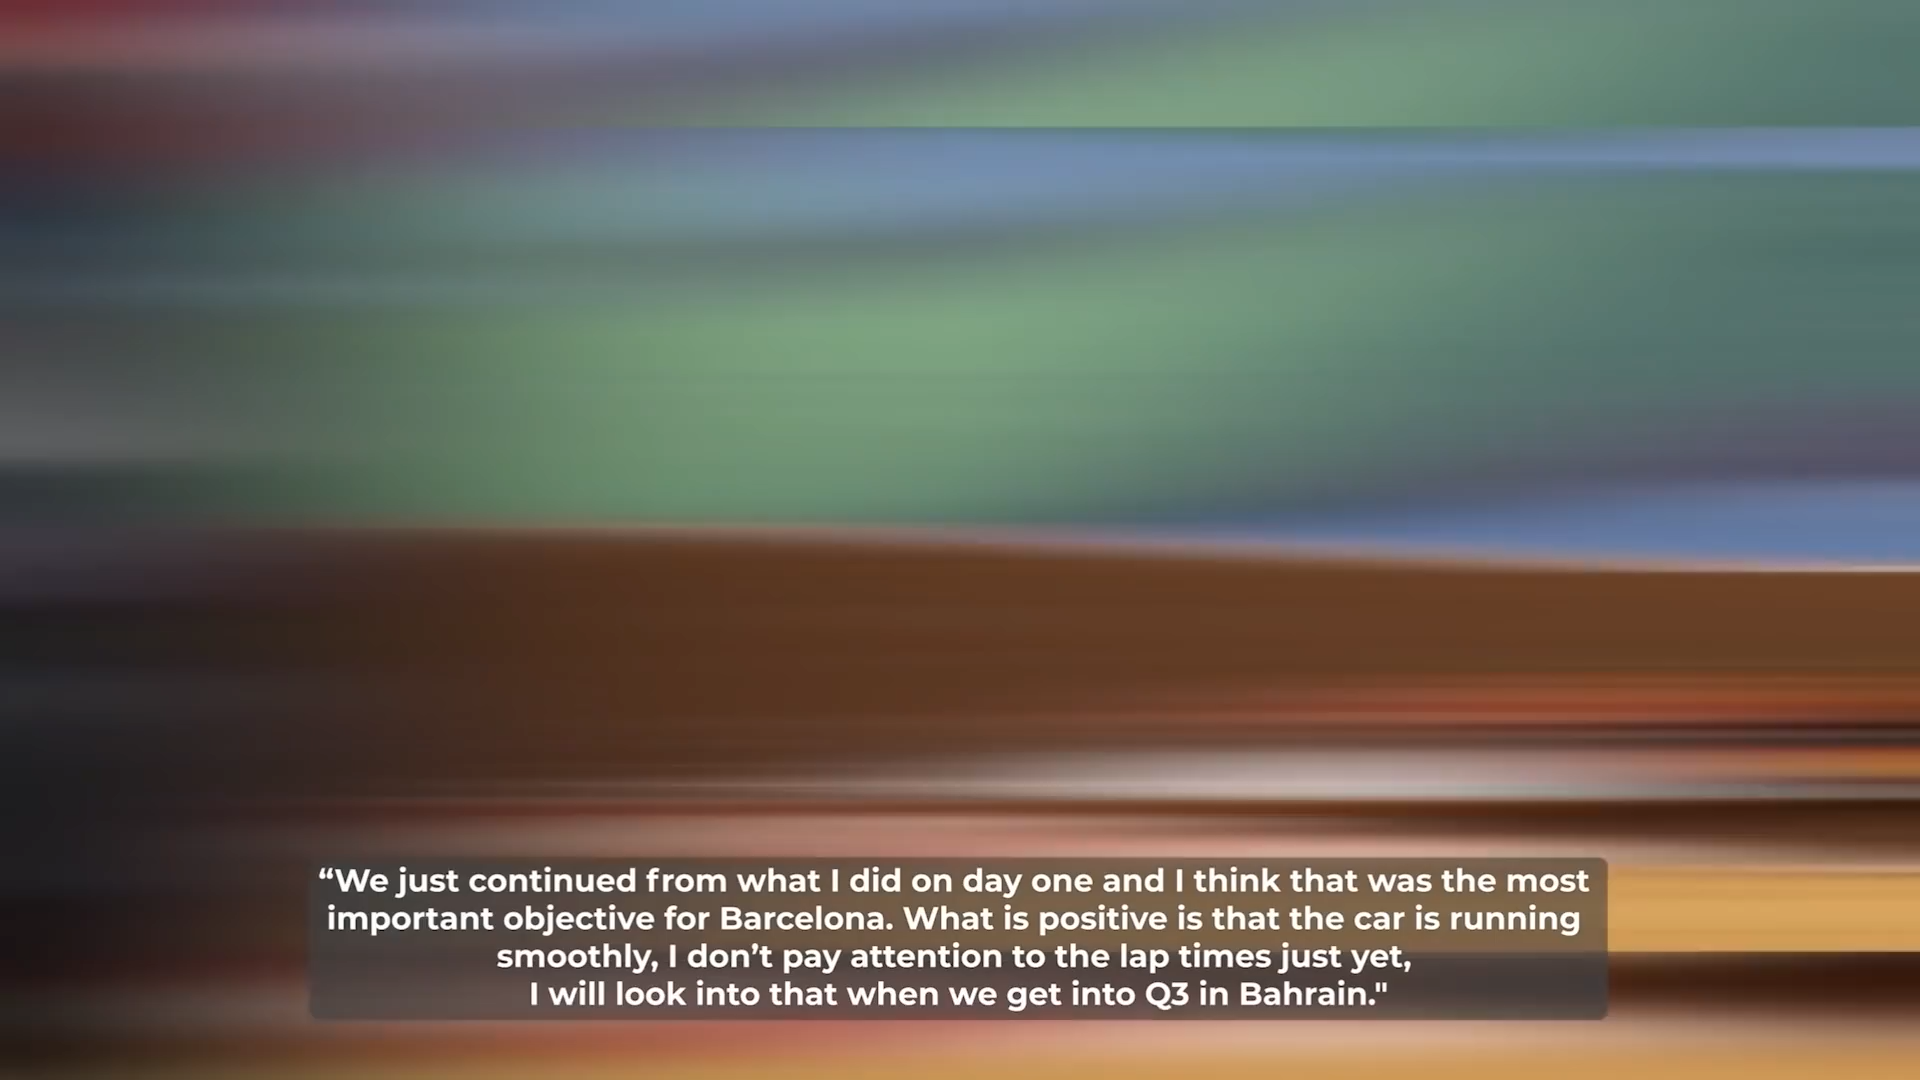 “We just continued from what I did on day one and I think that was the most
important objective for Barcelona. What is positive is that the car is running
smoothly, I don’t pay attention to the lap times just yet,
I will look into that when we get into Q3 in Bahrain."